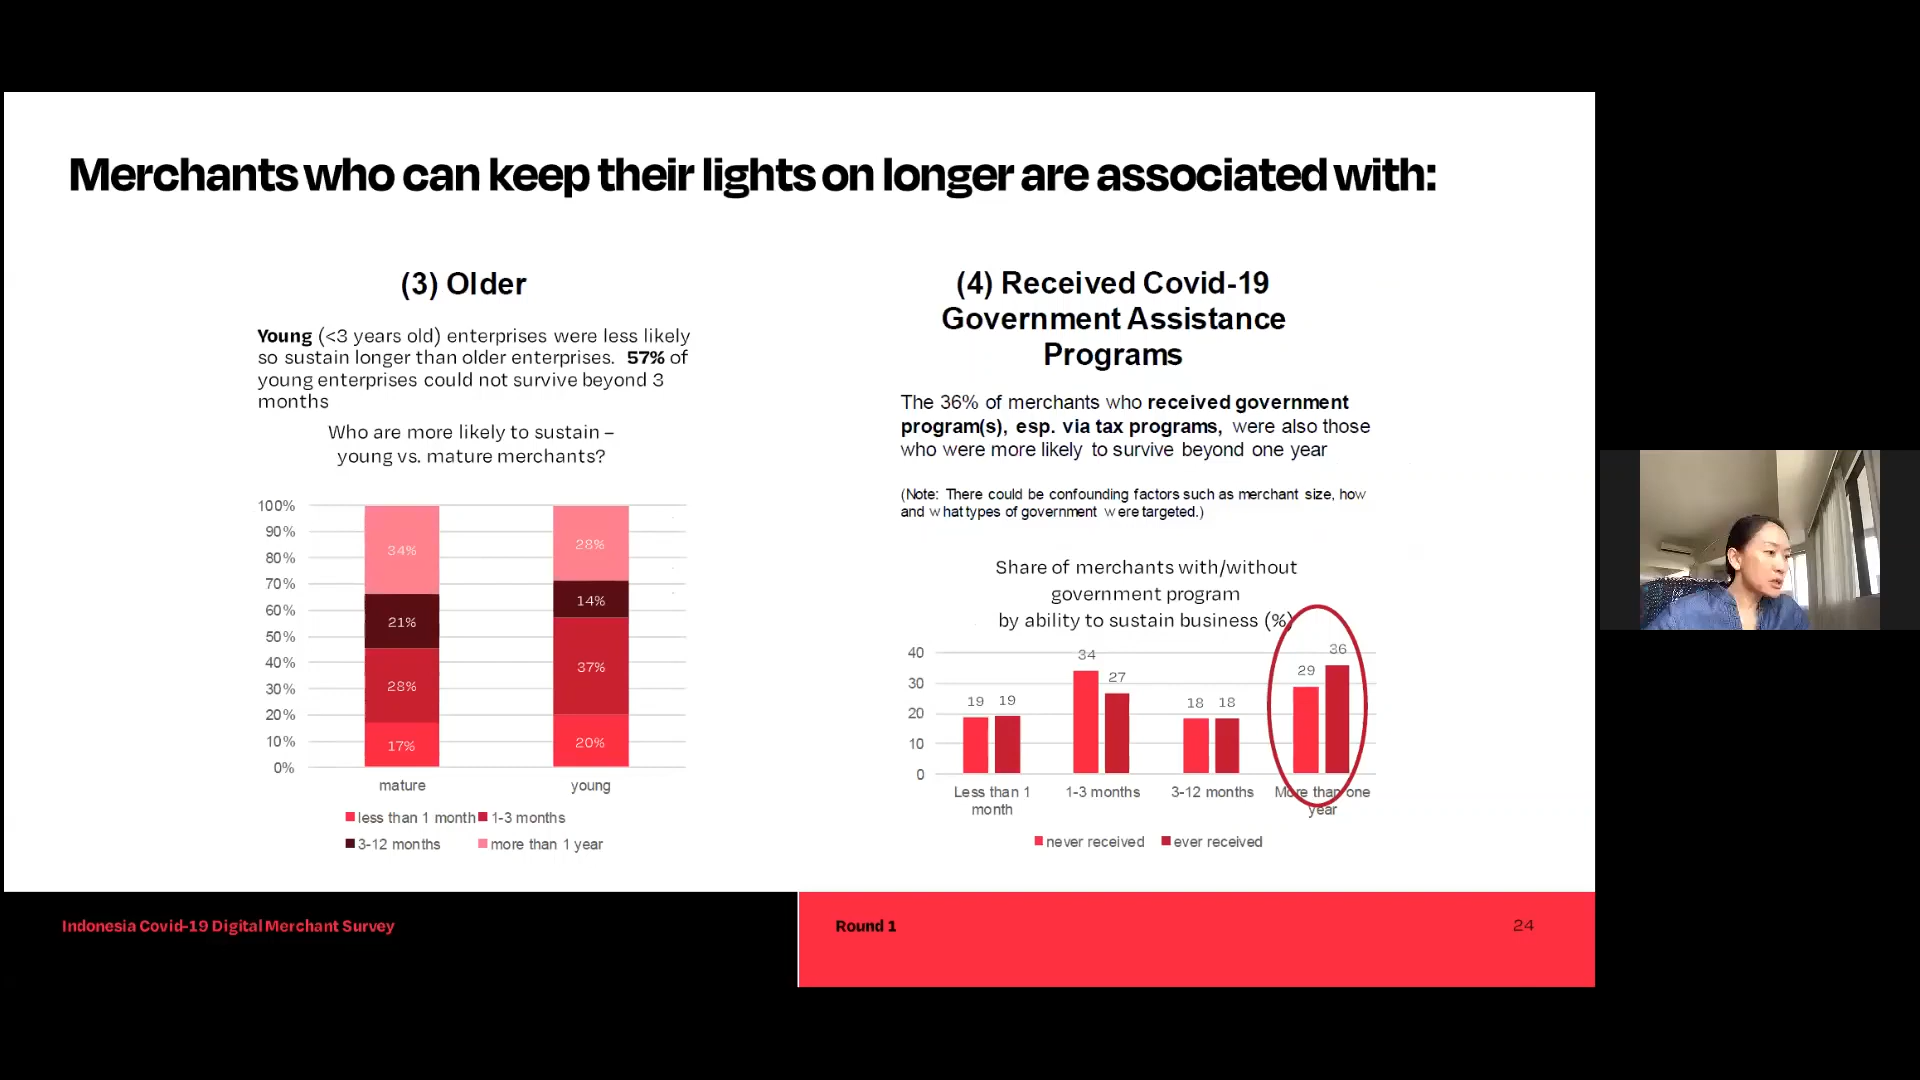 Merchants who can keep their lights on longer are associated with:
(3) Older
Young (<3 years old) enterprises were less likely
so sustain longer than older enterprises. 57% of
young enterprises could not survive beyond 3
months
Who are more likely to sustain –
young vs. mature merchants?
100%
90%
80%
70%
60%
50%
40%
30%
20%
10%
0%
34%
21%
28%
17%
28%
14%
37%
20%
mature
young
less than 1 month
1-3 months
3-12 months
more than 1 year
(4) Received Covid-19
Government Assistance
Programs
The 36% of merchants who received government
program(s), esp. via tax programs, were also those
who were more likely to survive beyond one year
(Note: There could be confounding factors such as merchant size, how
and what types of government were targeted.)
Share of merchants with/without
government program
by ability to sustain business (%)
40
30
20
10
0
19 19
34 27
18 18
29 36
Less than 1
month
1-3 months
3-12 months
More than one
year
never received
ever received
Indonesia Covid-19 Digital Merchant Survey
Round 1
24